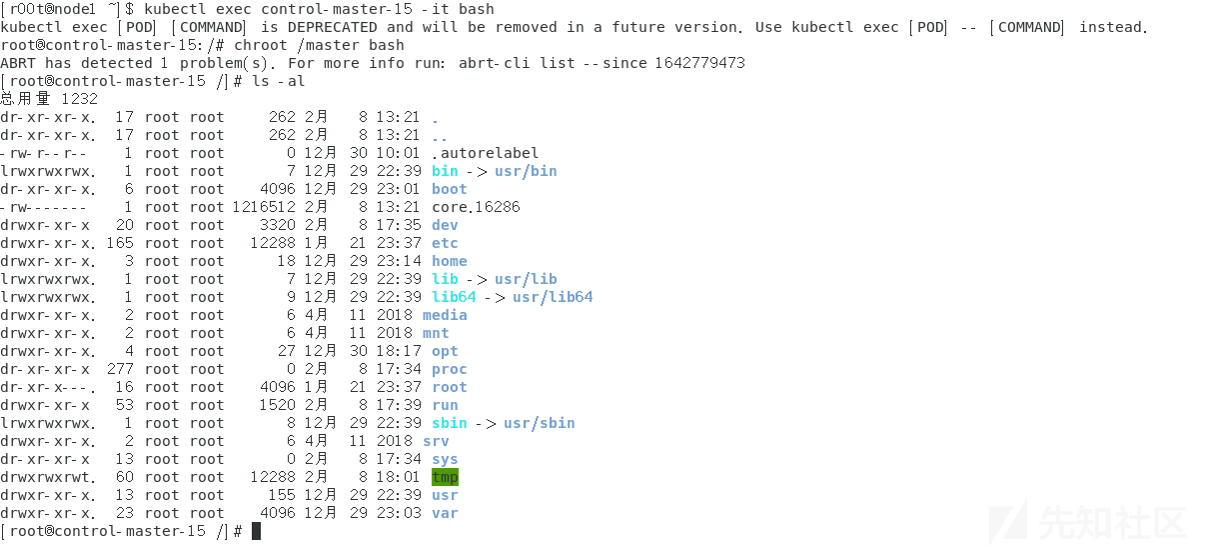 [r00t@node1 ~]$ kubectl exec control-master-15 -it bash
kubectl exec [POD] [COMMAND] is DEPRECATED and will be removed in a future version. Use kubectl exec [POD] -- [COMMAND] instead.
root@control-master-15:/# chroot /master bash
ABRT has detected 1 problem(s). For more info run: abrt-cli list --since 1642779473
[root@control-master-15 /]# ls -al
总用量 1232
dr-xr-xr-x. 17 root root 262 2月 8 13:21 .
dr-xr-xr-x. 17 root root 262 2月 8 13:21 ..
-rw-r--r-- 1 root root 0 12月 30 10:01 .autorelabel
lrwxrwxrwx. 1 root root 7 12月 29 22:39 bin -> usr/bin
dr-xr-xr-x. 6 root root 4096 12月 29 23:01 boot
-rw------- 1 root root 1216512 2月 8 13:21 core.16286
drwxr-xr-x 20 root root 3320 2月 8 17:35 dev
drwxr-xr-x. 165 root root 12288 1月 21 23:37 etc
drwxr-xr-x. 3 root root 18 12月 29 23:14 home
lrwxrwxrwx. 1 root root 7 12月 29 22:39 lib -> usr/lib
lrwxrwxrwx. 1 root root 9 12月 29 22:39 lib64 -> usr/lib64
drwxr-xr-x. 2 root root 6 4月 11 2018 media
drwxr-xr-x. 2 root root 6 4月 11 2018 mnt
drwxr-xr-x. 4 root root 27 12月 30 18:17 opt
dr-xr-xr-x 277 root root 0 2月 8 17:34 proc
dr-xr-x---. 16 root root 4096 1月 21 23:37 root
drwxr-xr-x 53 root root 1520 2月 8 17:39 run
lrwxrwxrwx. 1 root root 8 12月 29 22:39 sbin -> usr/sbin
drwxr-xr-x. 2 root root 6 4月 11 2018 srv
dr-xr-xr-x 13 root root 0 2月 8 17:34 sys
drwxrwxrwt. 60 root root 12288 2月 8 18:01 tmp
drwxr-xr-x. 13 root root 155 12月 29 22:39 usr
drwxr-xr-x. 23 root root 4096 12月 29 23:03 var
[root@control-master-15 /]#
先知社区